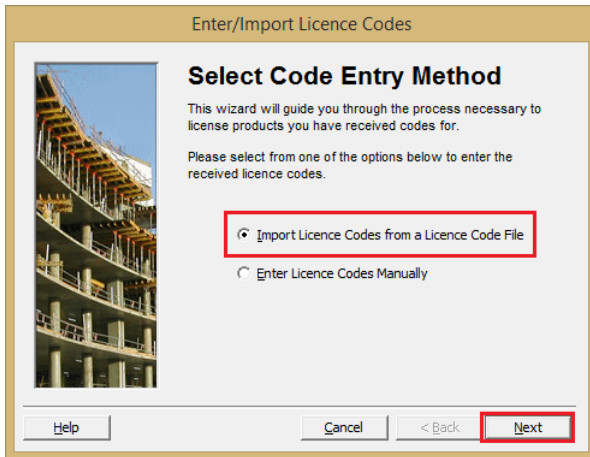 Enter/Import Licence Codes
Select Code Entry Method
This wizard will guide you through the process necessary to
license products you have received codes for.
Please select from one of the options below to enter the
received licence codes.
Import Licence Codes from a Licence Code File
Enter Licence Codes Manually
Help
Cancel
< Back
Next